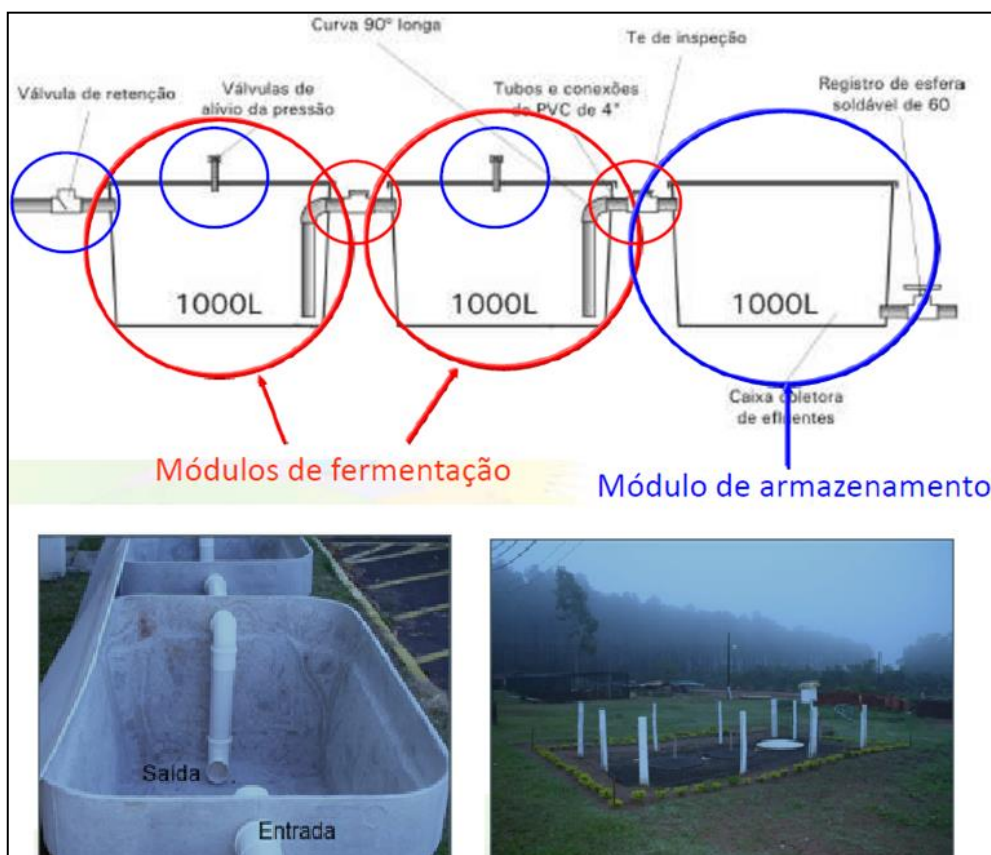 Curva 90º longa
Te de inspeção
Válvula de retenção
Válvulas de
alívio da pressão
Tubos e conexões
de PVC de 4"
Registro de esfera
soldável de 60
1000L
1000L
1000L
Caixa coletora
de efluentes
Módulos de fermentação
Módulo de armazenamento
Saída
Entrada